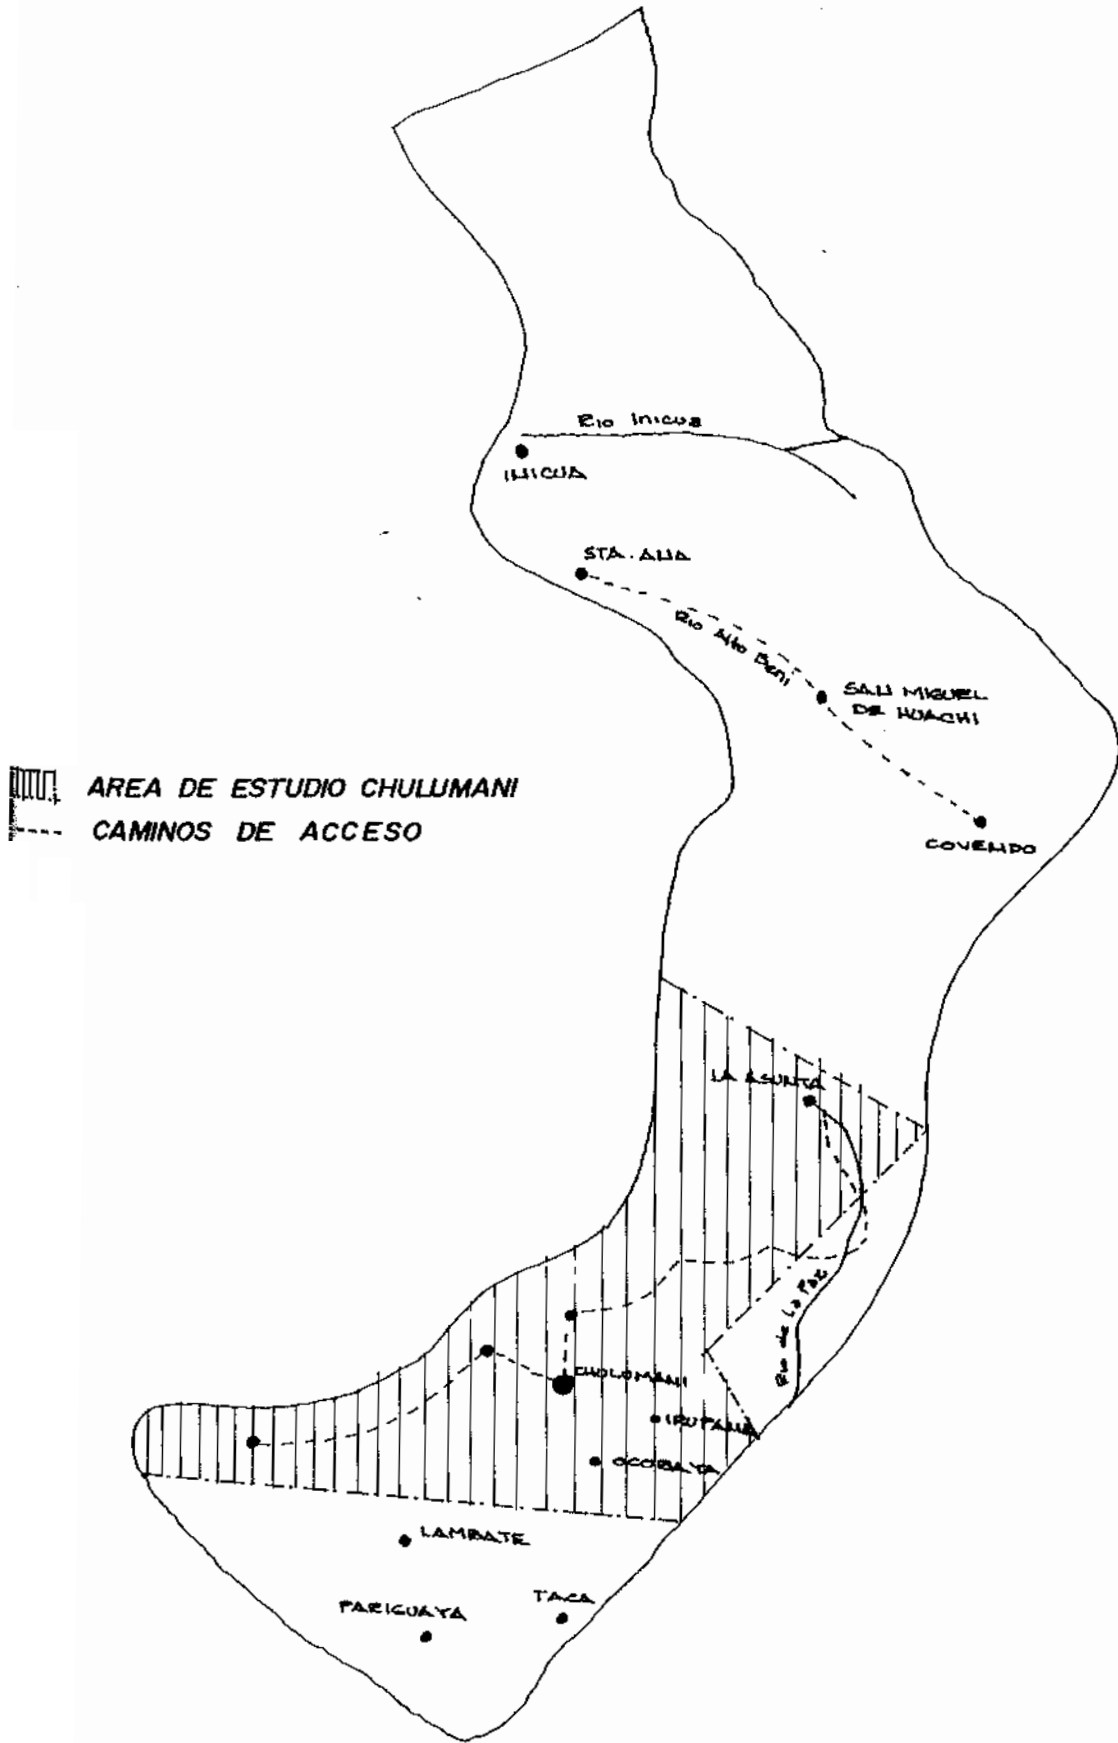 Rio Inicua
INICUA
STA. ANA
Rio Alto Beni
SAN MIGUEL
DE HUACHI
AREA DE ESTUDIO CHULUMANI
CAMINOS DE ACCESO
COVENDO
LA ASUNTA
Rio de La Paz
CHOLOMANI
IRUPANA
OCOBAYA
LAMBATE
TACA
PARIGUAYA